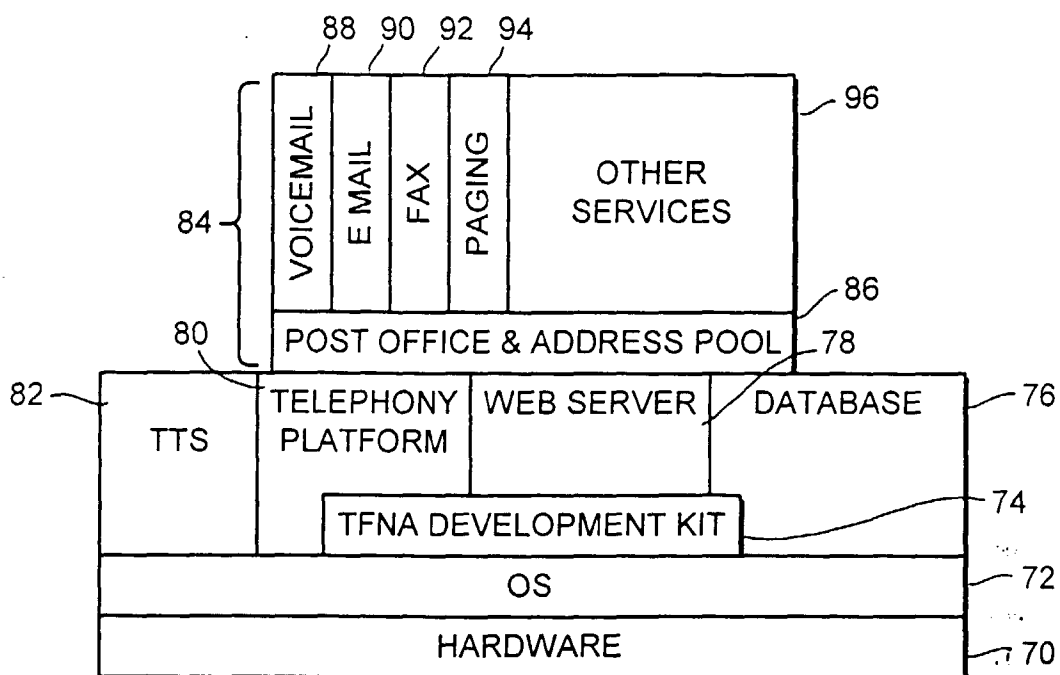 88 90 92 94
96
84
VOICEMAIL
E MAIL
FAX
PAGING
OTHER
SERVICES
86
POST OFFICE & ADDRESS POOL
80
78
82
76
TTS
TELEPHONY
PLATFORM
WEB SERVER
DATABASE
TFNA DEVELOPMENT KIT
74
OS
72
HARDWARE
70